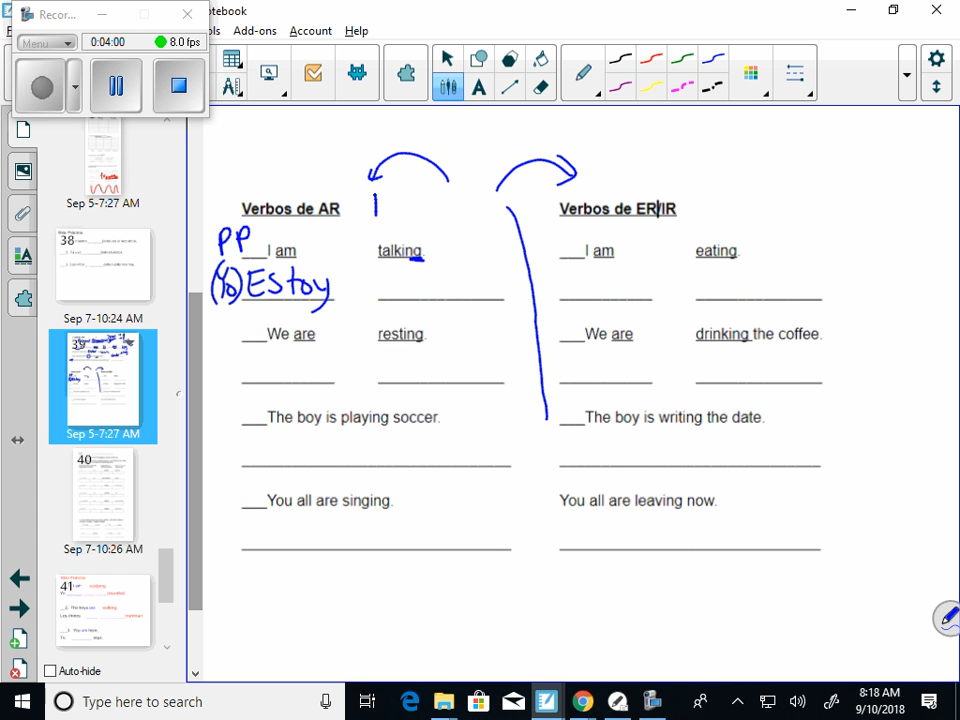 Recor...
otebook
Menu
0:04:00
8.0 fps
ols Add-ons Account Help
Sep 5-7:27 AM
38
Sep 7-10:24 AM
39
Sep 5-7:27 AM
40
Sep 7-10:26 AM
41
Auto-hide
Verbos de AR
PP
___I am talking.
(Yo) Estoy
___We are resting.
___The boy is playing soccer.
___You all are singing.
Verbos de ER/IR
___I am eating.
___We are drinking the coffee.
___The boy is writing the date.
You all are leaving now.
Type here to search
8:18 AM
9/10/2018